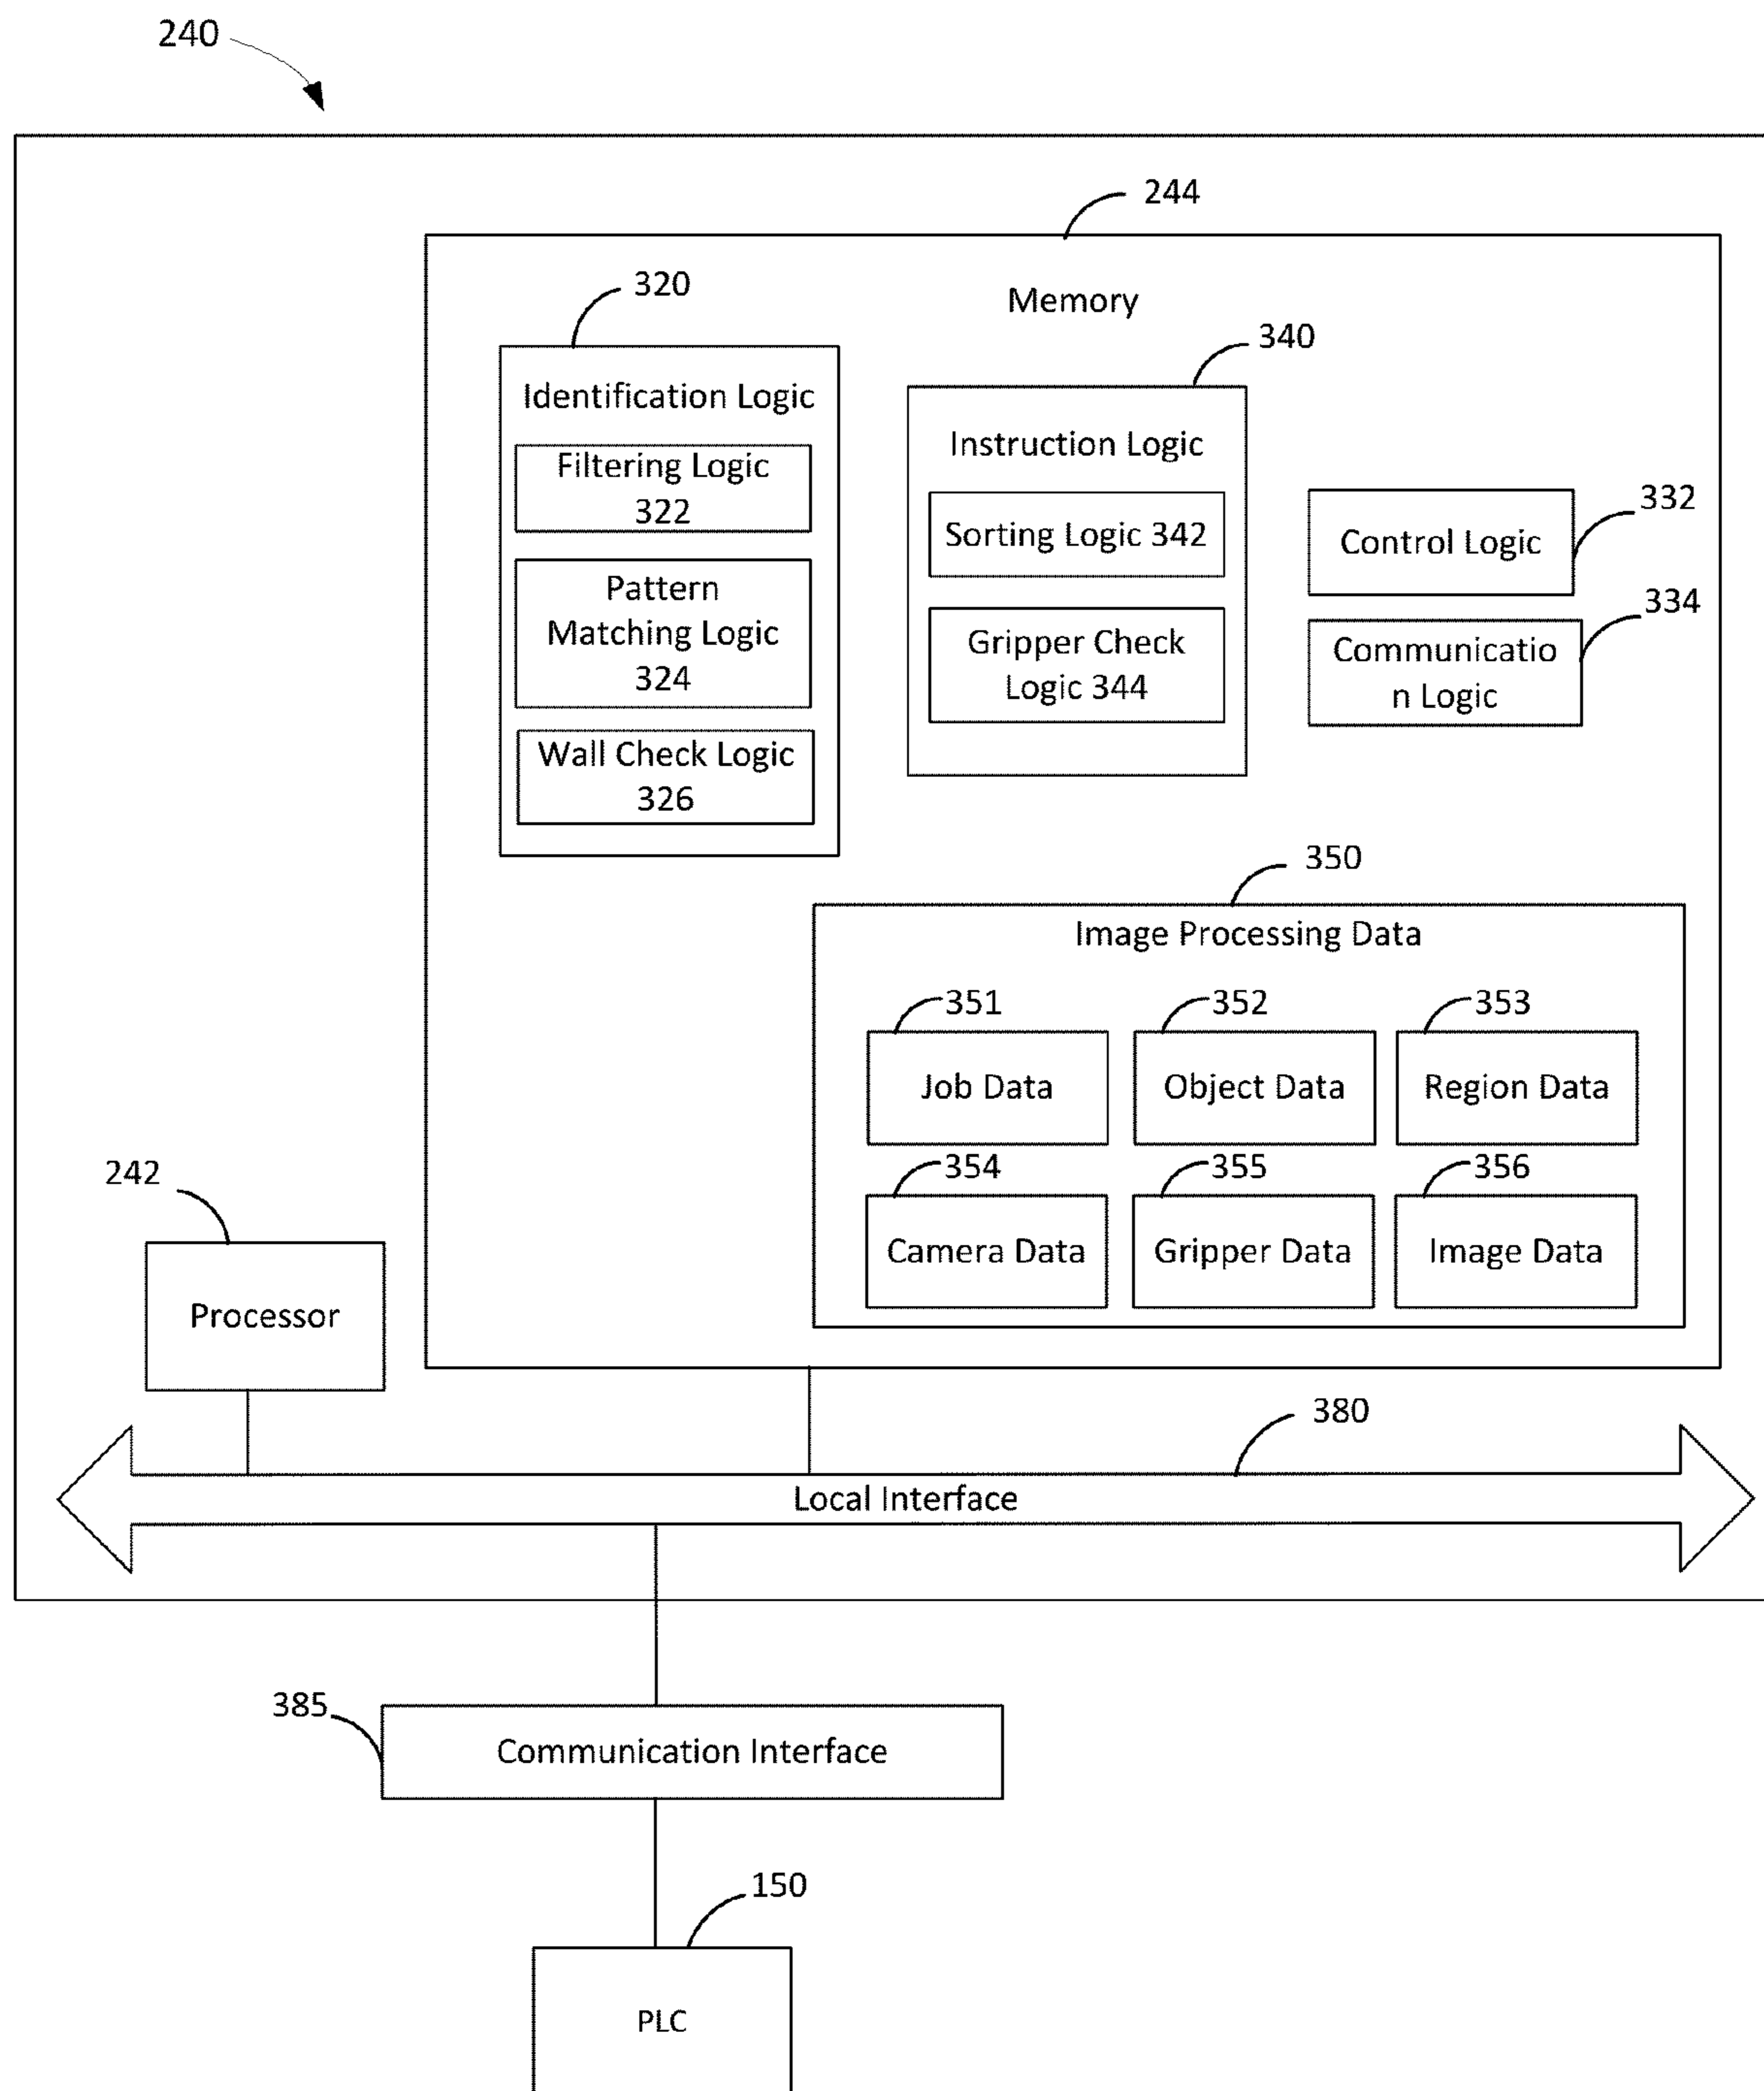 240
244
Memory
320
340
Identification Logic
Filtering Logic
322
Pattern
Matching Logic
324
Wall Check Logic
326
Instruction Logic
Sorting Logic 342
Gripper Check
Logic 344
332
Control Logic
334
Communicatio
n Logic
350
Image Processing Data
351
352
353
Job Data
Object Data
Region Data
354
355
356
Camera Data
Gripper Data
Image Data
242
Processor
380
Local Interface
385
Communication Interface
150
PLC